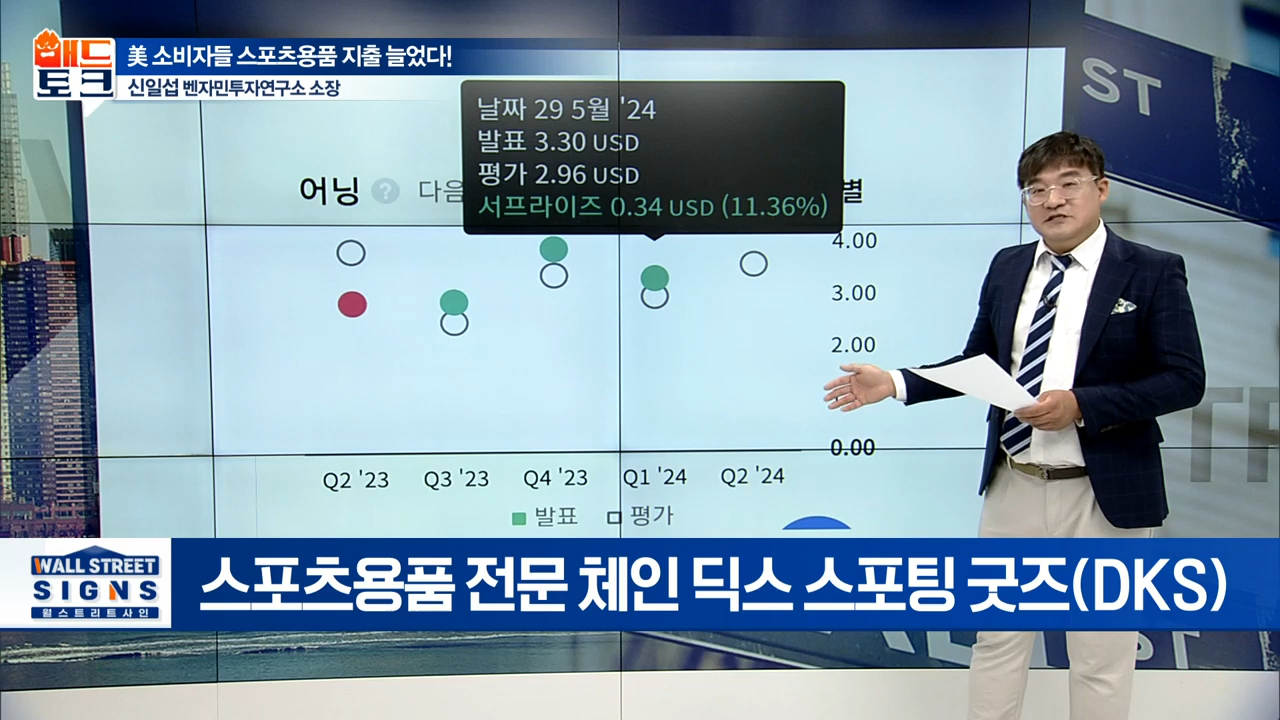 매드
토크
美 소비자들 스포츠용품 지출 늘었다!
신일섭 벤자민투자연구소 소장
ST
날짜 29 5월 '24
발표 3.30 USD
평가 2.96 USD
서프라이즈 0.34 USD (11.36%)
어닝 ? 다음
별
4.00
3.00
2.00
0.00
Q2 '23 Q3 '23 Q4 '23 Q1 '24 Q2 '24
발표 평가
WALL STREET
SIGNS
월스트리트사인
스포츠용품 전문 체인 딕스 스포팅 굿즈(DKS)
ST